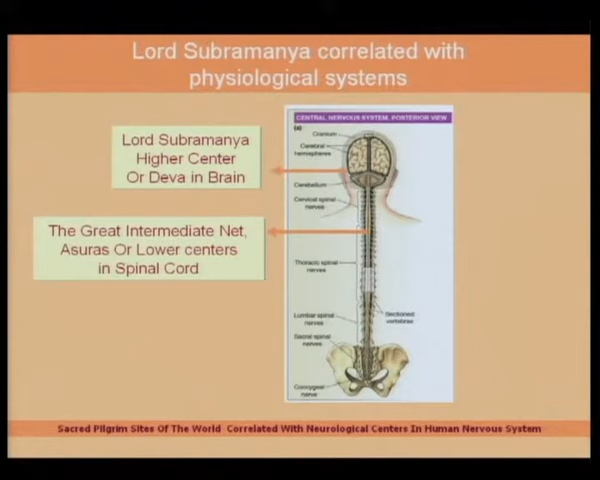 Lord Subramanya correlated with
physiological systems
Lord Subramanya
Higher Center
Or Deva in Brain
The Great Intermediate Net,
Asuras Or Lower centers
in Spinal Cord
CENTRAL NERVOUS SYSTEM, POSTERIOR VIEW
(a)
Cranium
Cerebral
hemispheres
Cerebellum
Cervical spinal
nerves
Thoracic spinal
nerves
Lumbar spinal
nerves
Sectioned
vertebrae
Sacral spinal
nerves
Coccygeal
nerve
Sacred Pilgrim Sites Of The World Correlated With Neurological Centers In Human Nervous System